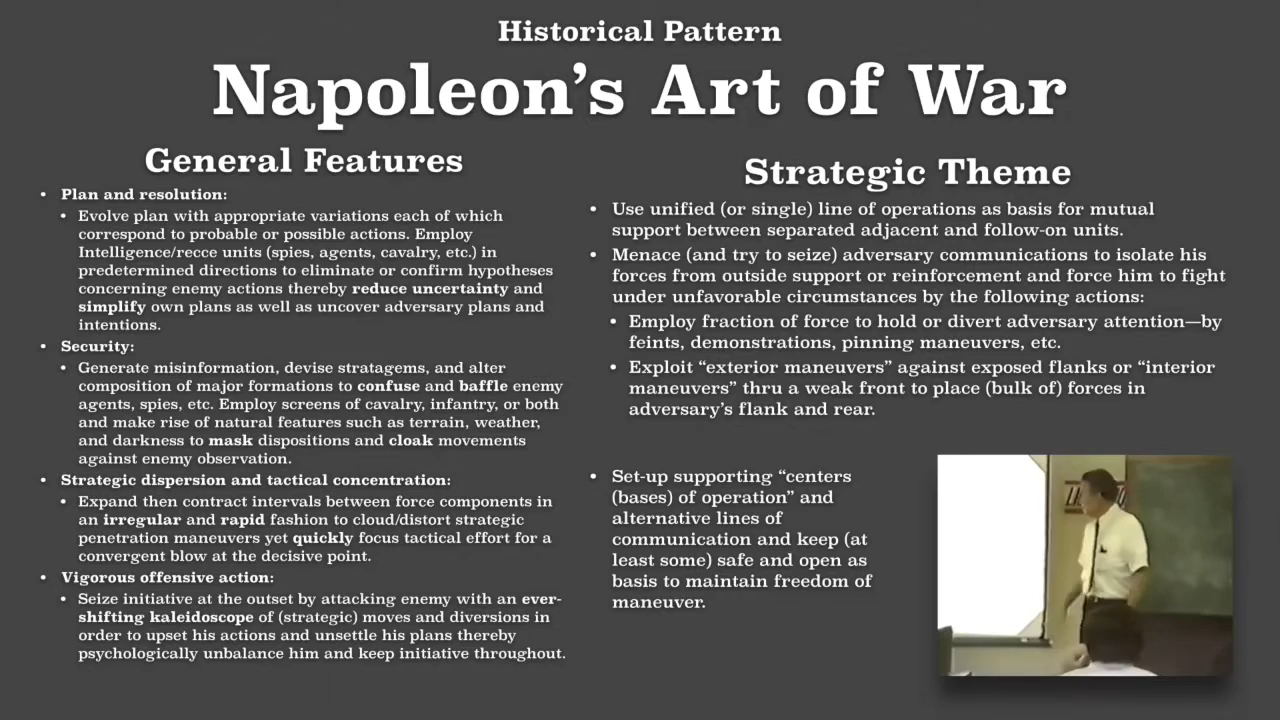 Historical Pattern
Napoleon's Art of War
General Features
• Plan and resolution:
• Evolve plan with appropriate variations each of which
correspond to probable or possible actions. Employ
Intelligence/recce units (spies, agents, cavalry, etc.) in
predetermined directions to eliminate or confirm hypotheses
concerning enemy actions thereby reduce uncertainty and
simplify own plans as well as uncover adversary plans and
intentions.
• Security:
• Generate misinformation, devise stratagems, and alter
composition of major formations to confuse and baffle enemy
agents, spies, etc. Employ screens of cavalry, infantry, or both
and make rise of natural features such as terrain, weather,
and darkness to mask dispositions and cloak movements
against enemy observation.
• Strategic dispersion and tactical concentration:
• Expand then contract intervals between force components in
an irregular and rapid fashion to cloud/distort strategic
penetration maneuvers yet quickly focus tactical effort for a
convergent blow at the decisive point.
• Vigorous offensive action:
• Seize initiative at the outset by attacking enemy with an ever-
shifting kaleidoscope of (strategic) moves and diversions in
order to upset his actions and unsettle his plans thereby
psychologically unbalance him and keep initiative throughout.
Strategic Theme
• Use unified (or single) line of operations as basis for mutual
support between separated adjacent and follow-on units.
• Menace (and try to seize) adversary communications to isolate his
forces from outside support or reinforcement and force him to fight
under unfavorable circumstances by the following actions:
• Employ fraction of force to hold or divert adversary attention—by
feints, demonstrations, pinning maneuvers, etc.
• Exploit “exterior maneuvers” against exposed flanks or “interior
maneuvers” thru a weak front to place (bulk of) forces in
adversary's flank and rear.
• Set-up supporting “centers
(bases) of operation” and
alternative lines of
communication and keep (at
least some) safe and open as
basis to maintain freedom of
maneuver.